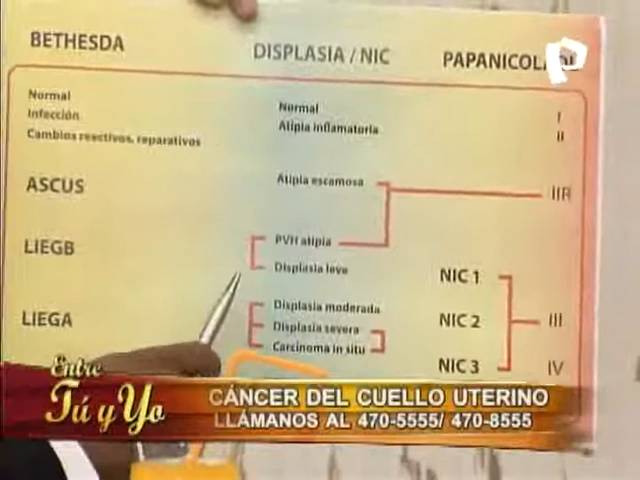 BETHESDA DISPLASIA / NIC
Normal Normal I
Infección Atipia inflamatoria II
Cambios reactivos, reparativos
ASCUS Atipia escamosa IIR
LIEGB PVH atipia
Displasia leve NIC 1
LIEGA Displasia moderada NIC 2 III
Displasia severa
Carcinoma in situ NIC 3 IV
Entre
Tú y Yo
CÁNCER DEL CUELLO UTERINO
LLÁMANOS AL 470-5555/ 470-8555